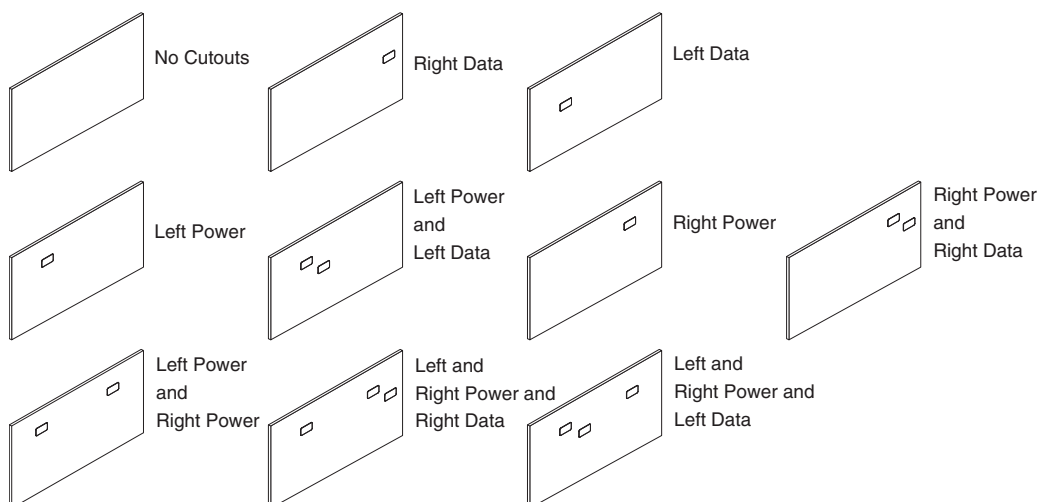 No Cutouts
Right Data
Left Data
Left Power
Left Power
and
Left Data
Right Power
Right Power
and
Right Data
Left Power
and
Right Power
Left and
Right Power and
Right Data
Left and
Right Power and
Left Data